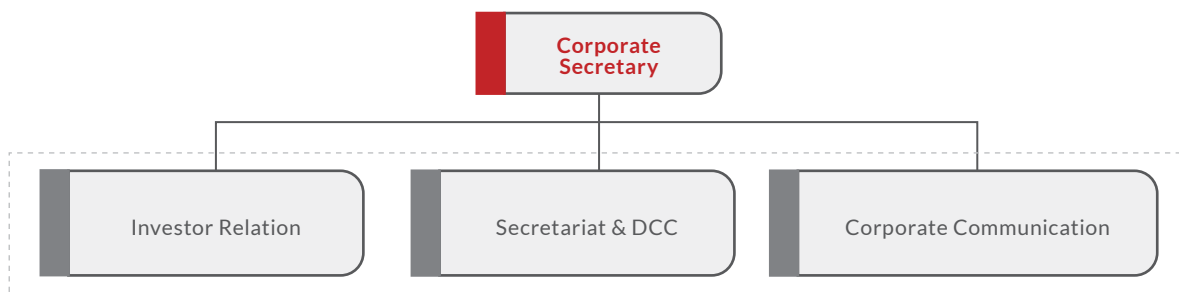 Corporate
Secretary
Investor Relation
Secretariat & DCC
Corporate Communication